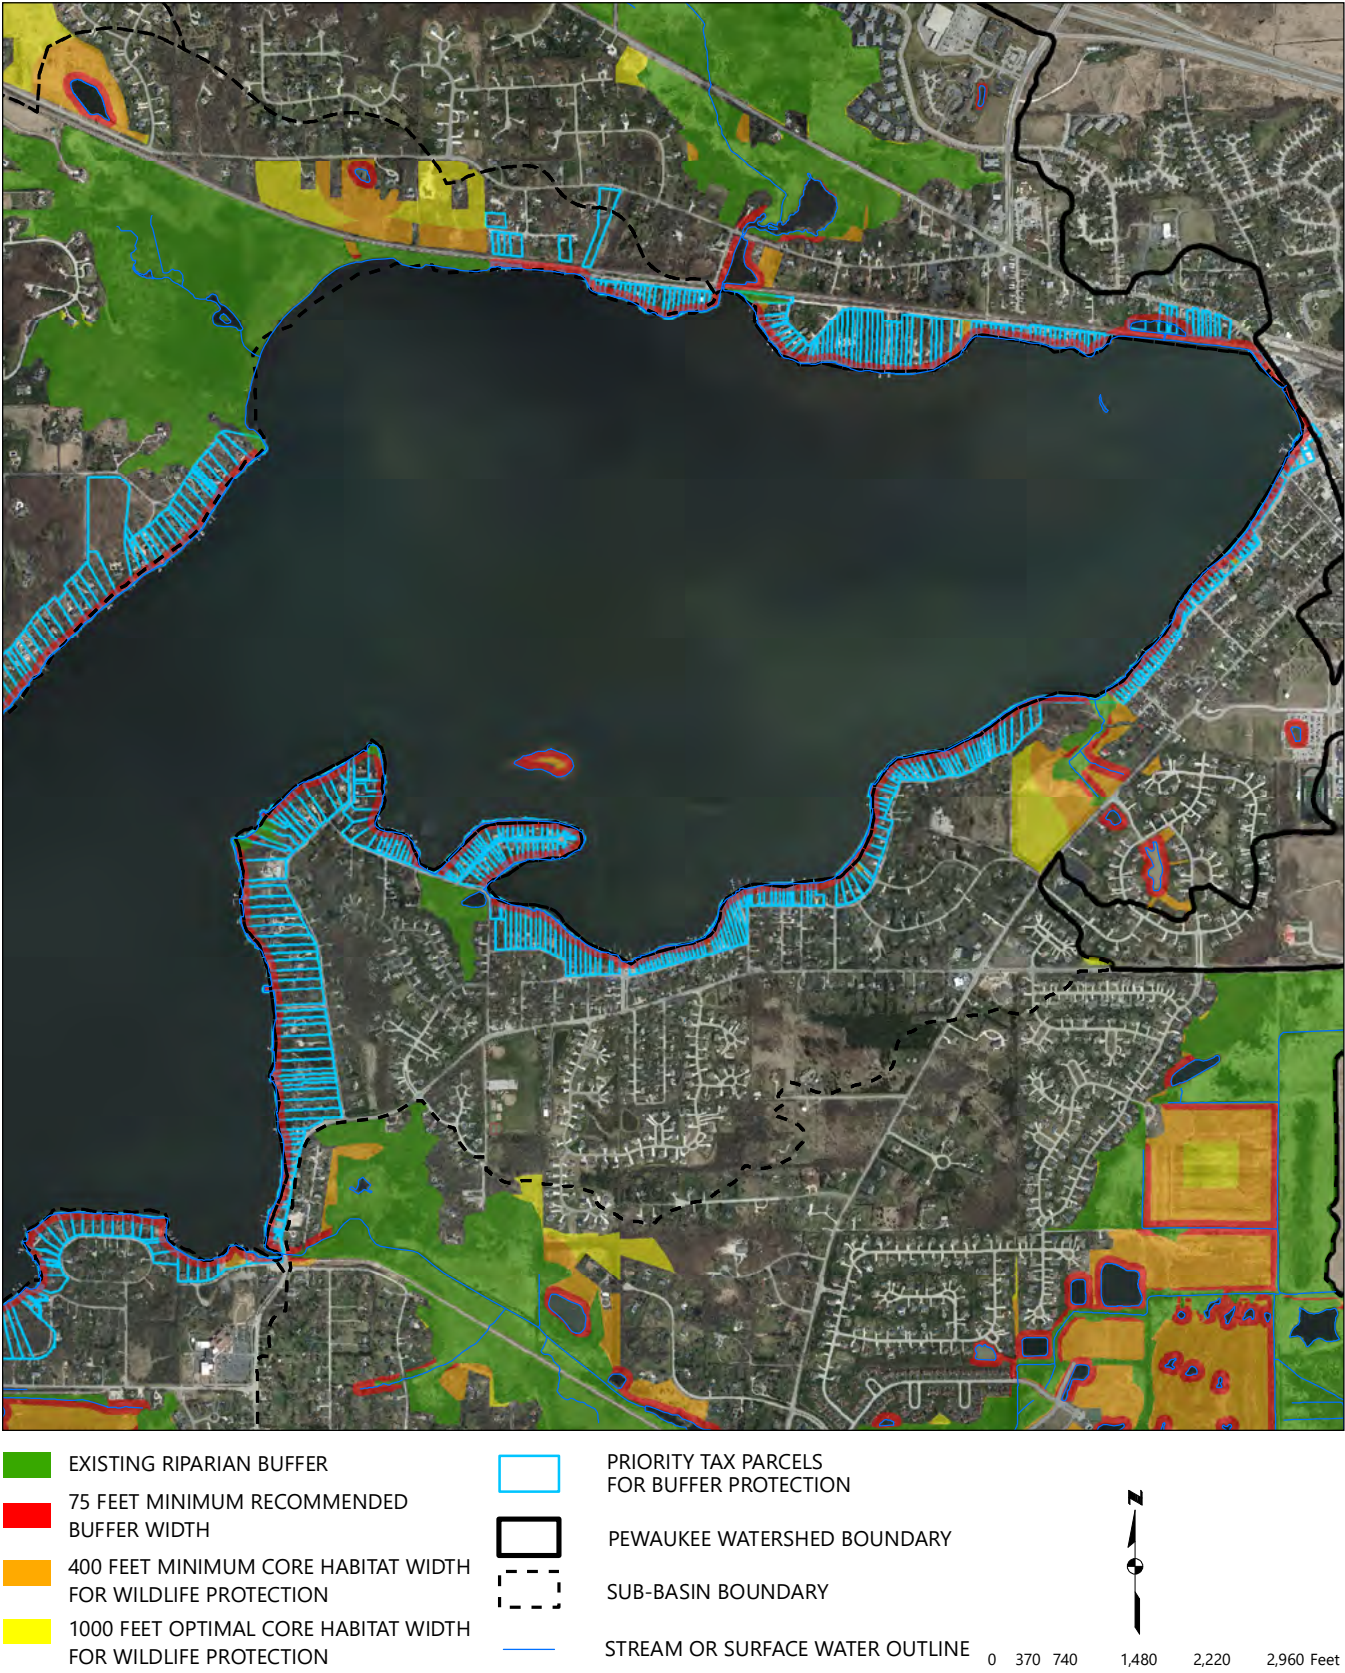 EXISTING RIPARIAN BUFFER
75 FEET MINIMUM RECOMMENDED
BUFFER WIDTH
400 FEET MINIMUM CORE HABITAT WIDTH
FOR WILDLIFE PROTECTION
1000 FEET OPTIMAL CORE HABITAT WIDTH
FOR WILDLIFE PROTECTION
PRIORITY TAX PARCELS
FOR BUFFER PROTECTION
PEWAUKEE WATERSHED BOUNDARY
SUB-BASIN BOUNDARY
STREAM OR SURFACE WATER OUTLINE
N
0 370 740 1,480 2,220 2,960 Feet